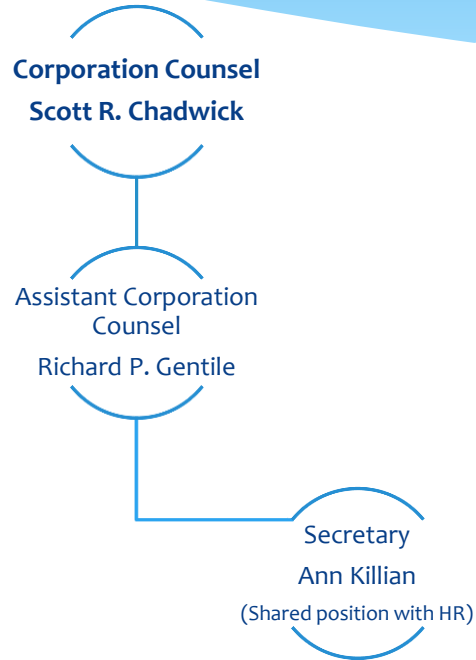 Corporation Counsel
Scott R. Chadwick
Assistant Corporation
Counsel
Richard P. Gentile
Secretary
Ann Killian
(Shared position with HR)